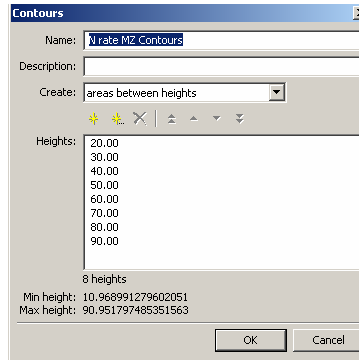 Contours
Name: N rate MZ Contours
Description:
Create: areas between heights
Heights:
20.00
30.00
40.00
50.00
60.00
70.00
80.00
90.00
8 heights
Min height: 10.968991279602051
Max height: 90.951797485351563
OK Cancel